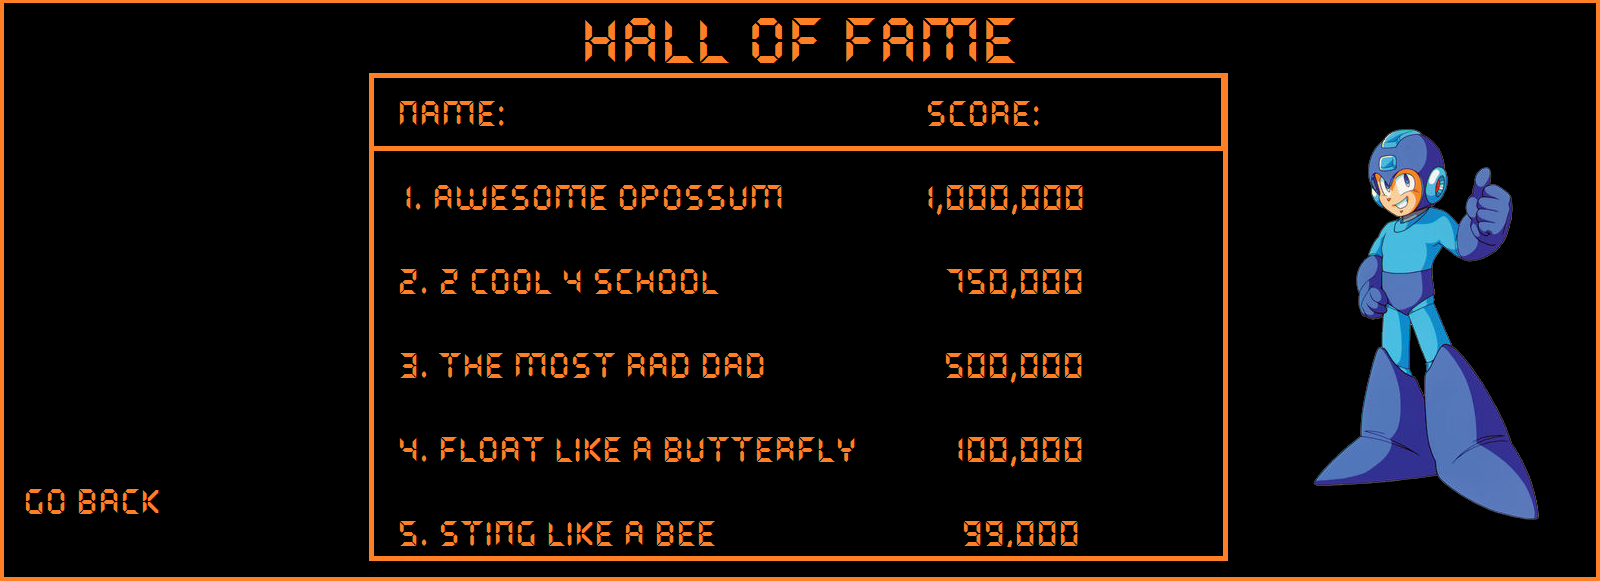 HALL OF FAME
NAME: SCORE:
1. AWESOME OPOSSUM 1,000,000
2. 2 COOL 4 SCHOOL 750,000
3. THE MOST RAD DAD 500,000
4. FLOAT LIKE A BUTTERFLY 100,000
5. STING LIKE A BEE 99,000
GO BACK